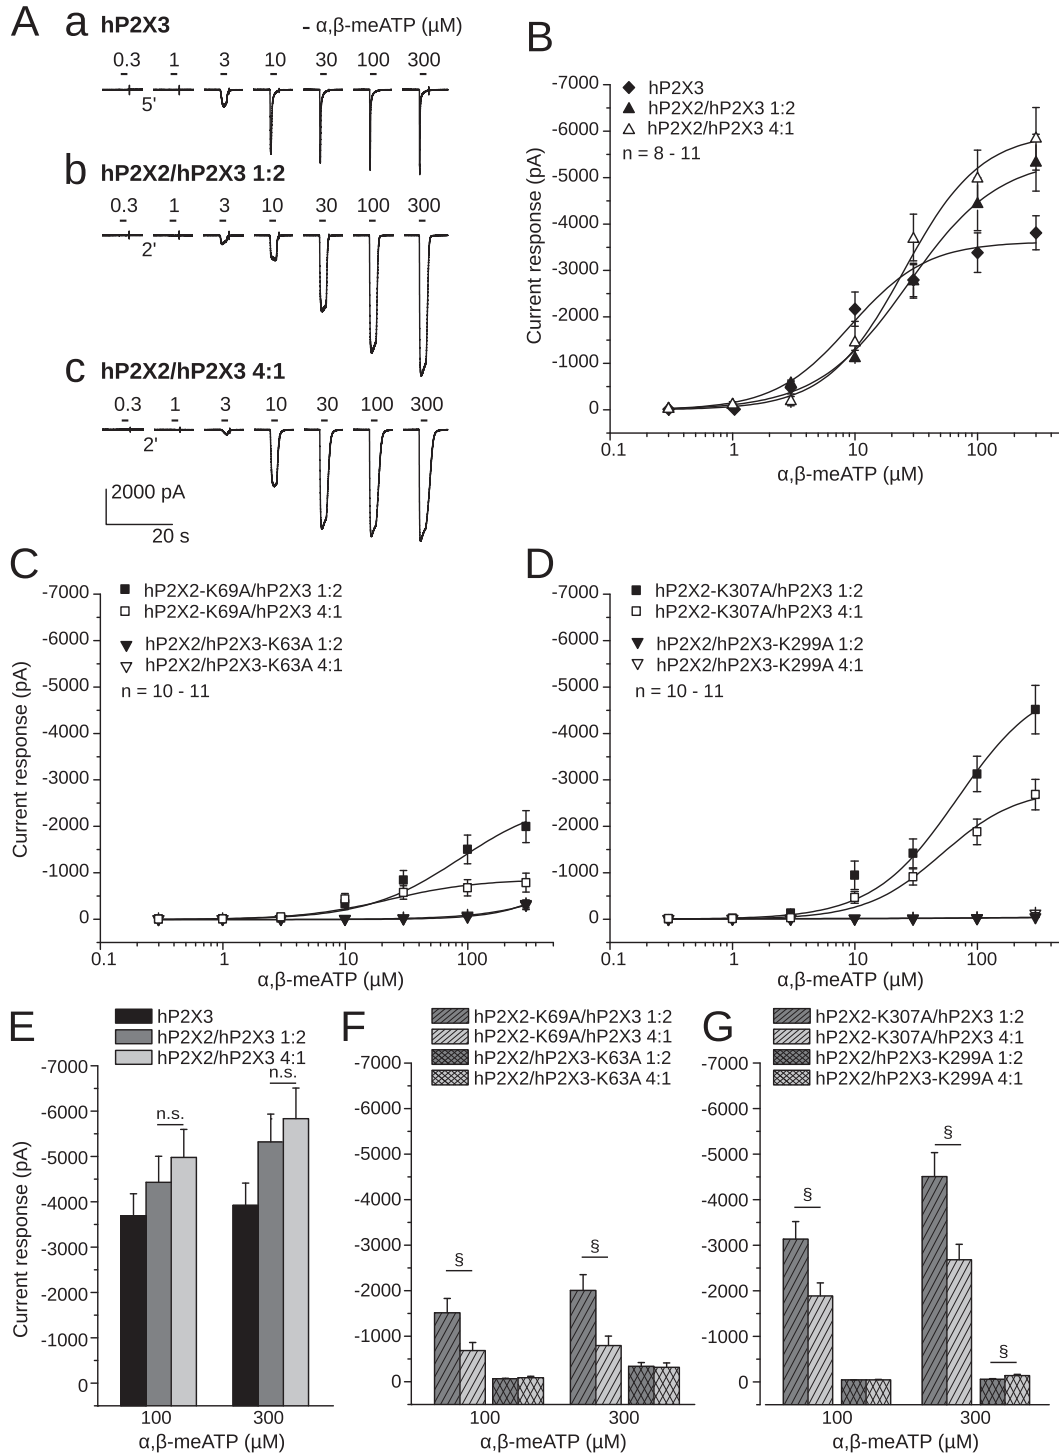 A a hP2X3 - α,β-meATP (µM)
0.3 1 3 10 30 100 300
5'
b hP2X2/hP2X3 1:2
0.3 1 3 10 30 100 300
2'
c hP2X2/hP2X3 4:1
0.3 1 3 10 30 100 300
2'
2000 pA
20 s
B
Current response (pA)
-7000
-6000
-5000
-4000
-3000
-2000
-1000
0
hP2X3
hP2X2/hP2X3 1:2
hP2X2/hP2X3 4:1
n = 8 - 11
0.1 1 10 100
α,β-meATP (µM)
C
Current response (pA)
-7000
-6000
-5000
-4000
-3000
-2000
-1000
0
hP2X2-K69A/hP2X3 1:2
hP2X2-K69A/hP2X3 4:1
hP2X2/hP2X3-K63A 1:2
hP2X2/hP2X3-K63A 4:1
n = 10 - 11
0.1 1 10 100
α,β-meATP (µM)
D
-7000
-6000
-5000
-4000
-3000
-2000
-1000
0
hP2X2-K307A/hP2X3 1:2
hP2X2-K307A/hP2X3 4:1
hP2X2/hP2X3-K299A 1:2
hP2X2/hP2X3-K299A 4:1
n = 10 - 11
0.1 1 10 100
α,β-meATP (µM)
E
hP2X3
hP2X2/hP2X3 1:2
hP2X2/hP2X3 4:1
Current response (pA)
-7000
-6000
-5000
-4000
-3000
-2000
-1000
0
n.s.
n.s.
100 300
α,β-meATP (µM)
F
hP2X2-K69A/hP2X3 1:2
hP2X2-K69A/hP2X3 4:1
hP2X2/hP2X3-K63A 1:2
hP2X2/hP2X3-K63A 4:1
-7000
-6000
-5000
-4000
-3000
-2000
-1000
0
§
§
100 300
α,β-meATP (µM)
G
hP2X2-K307A/hP2X3 1:2
hP2X2-K307A/hP2X3 4:1
hP2X2/hP2X3-K299A 1:2
hP2X2/hP2X3-K299A 4:1
-7000
-6000
-5000
-4000
-3000
-2000
-1000
0
§
§
§
100 300
α,β-meATP (µM)